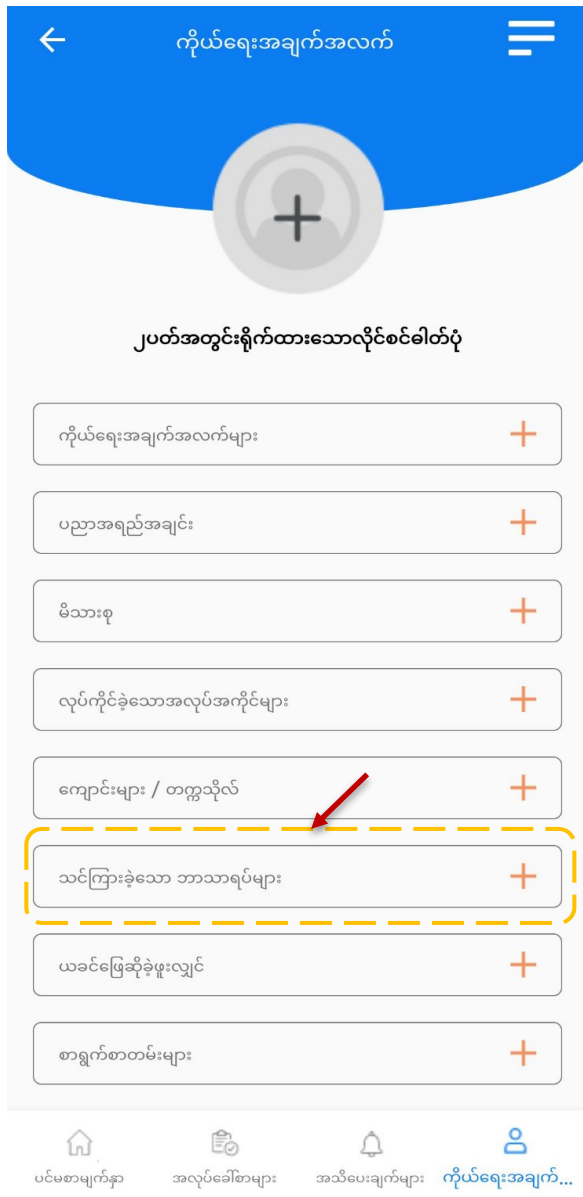 ကိုယ်ရေးအချက်အလက်
၂ပတ်အတွင်းရိုက်ထားသောလိုင်စင်ဓါတ်ပုံ
ကိုယ်ရေးအချက်အလက်များ
ပညာအရည်အချင်း
မိသားစု
လုပ်ကိုင်ခဲ့သောအလုပ်အကိုင်များ
ကျောင်းများ / တက္ကသိုလ်
သင်ကြားခဲ့သော ဘာသာရပ်များ
ယခင်ဖြေဆိုခဲ့ဖူးလျှင်
စာရွက်စာတမ်းများ
ပင်မစာမျက်နှာ အလုပ်ခေါ်စာများ အသိပေးချက်များ ကိုယ်ရေးအချက်...